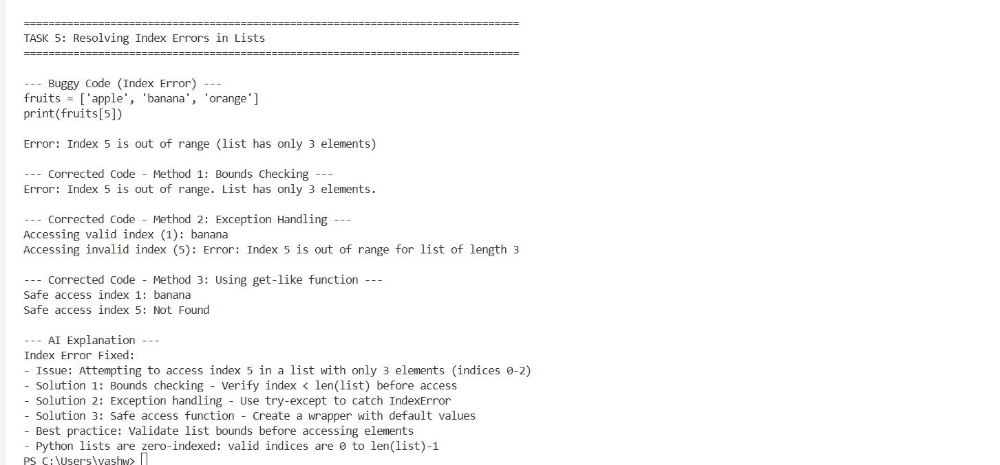 ================================================================================
TASK 5: Resolving Index Errors in Lists
================================================================================
--- Buggy Code (Index Error) ---
fruits = ['apple', 'banana', 'orange']
print(fruits[5])
Error: Index 5 is out of range (list has only 3 elements)
--- Corrected Code - Method 1: Bounds Checking ---
Error: Index 5 is out of range. List has only 3 elements.
--- Corrected Code - Method 2: Exception Handling ---
Accessing valid index (1): banana
Accessing invalid index (5): Error: Index 5 is out of range for list of length 3
--- Corrected Code - Method 3: Using get-like function ---
Safe access index 1: banana
Safe access index 5: Not Found
--- AI Explanation ---
Index Error Fixed:
- Issue: Attempting to access index 5 in a list with only 3 elements (indices 0-2)
- Solution 1: Bounds checking - Verify index < len(list) before access
- Solution 2: Exception handling - Use try-except to catch IndexError
- Solution 3: Safe access function - Create a wrapper with default values
- Best practice: Validate list bounds before accessing elements
- Python lists are zero-indexed: valid indices are 0 to len(list)-1
PS C:\Users\vashw>